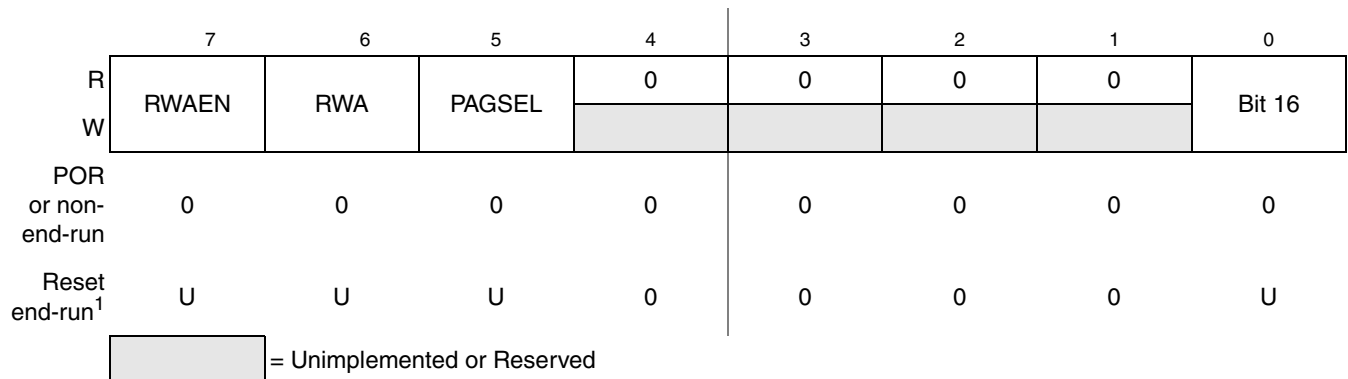 7 6 5 4 3 2 1 0
R RWAEN RWA PAGSEL 0 0 0 0 Bit 16
W
POR
or non-
end-run 0 0 0 0 0 0 0 0
Reset
end-run1 U U U 0 0 0 0 U
= Unimplemented or Reserved